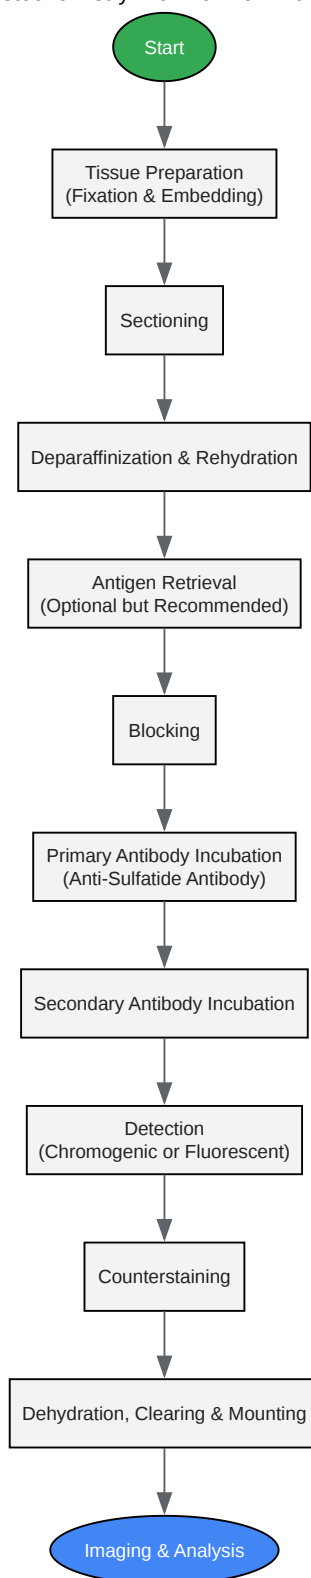 Start
Tissue Preparation
(Fixation & Embedding)
Sectioning
Deparaffinization & Rehydration
Antigen Retrieval
(Optional but Recommended)
Blocking
Primary Antibody Incubation
(Anti-Sulfatide Antibody)
Secondary Antibody Incubation
Detection
(Chromogenic or Fluorescent)
Counterstaining
Dehydration, Clearing & Mounting
Imaging & Analysis